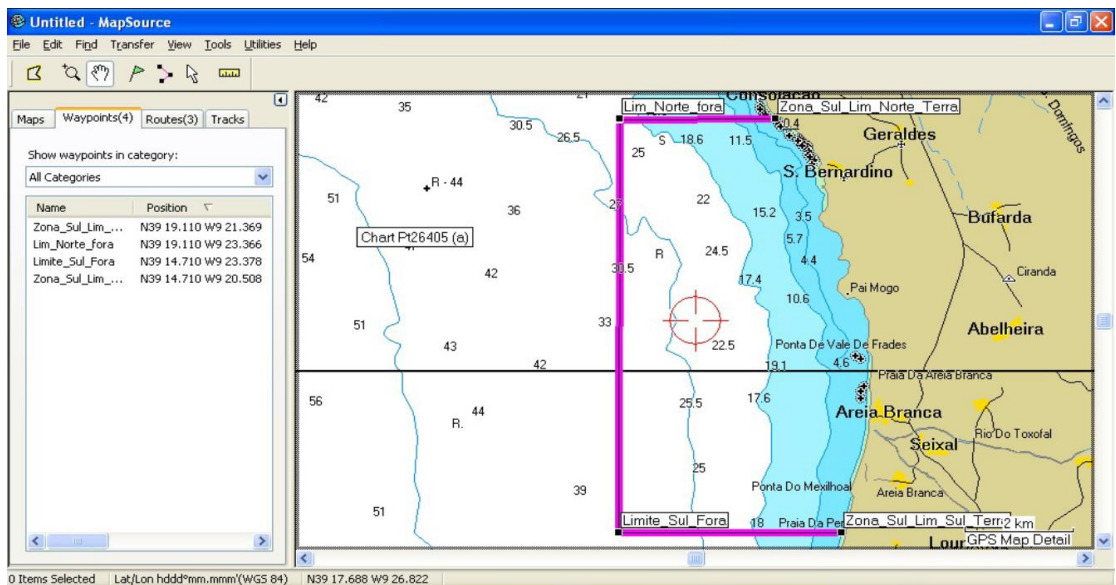 Untitled - MapSource
File Edit Find Transfer View Tools Utilities Help
Maps Waypoints(4) Routes(3) Tracks
Show waypoints in category:
All Categories
Name Position
Zona_Sul_Lim_... N39 19.110 W9 21.369
Lim_Norte_fora N39 19.110 W9 23.366
Limite_Sul_Fora N39 14.710 W9 23.378
Zona_Sul_Lim_... N39 14.710 W9 20.508
42 35 21 Consolacao
Lim_Norte_fora Zona_Sul_Lim_Norte_Terra
S. Domingos
30.5 26.5 0.4
S 18.6 11.5 Geraldes
25
R - 44 S. Bernardino
51 36 27 22 15.2 3.5 Bufarda
Chart Pt26405 (a)
5.7
54 42 30.5 R 24.5 4.4
17.4 Ciranda
10.6 Pai Mogo
51 33 Abelheira
43 22.5 Ponta De Vale De Frades
42 19.1 4.6
Praia Da Areia Branca
56 44 25.5 17.6 Areia Branca
R. Rio Do Toxofal
Seixal
25
39 Ponta Do Mexilhoal Areia Branca
51
Limite_Sul_Fora 18 Praia Da Zona_Sul_Lim_Sul_Terr 2 km
GPS Map Detail
0 Items Selected Lat/Lon hddd°mm.mmm'(WGS 84) N39 17.688 W9 26.822